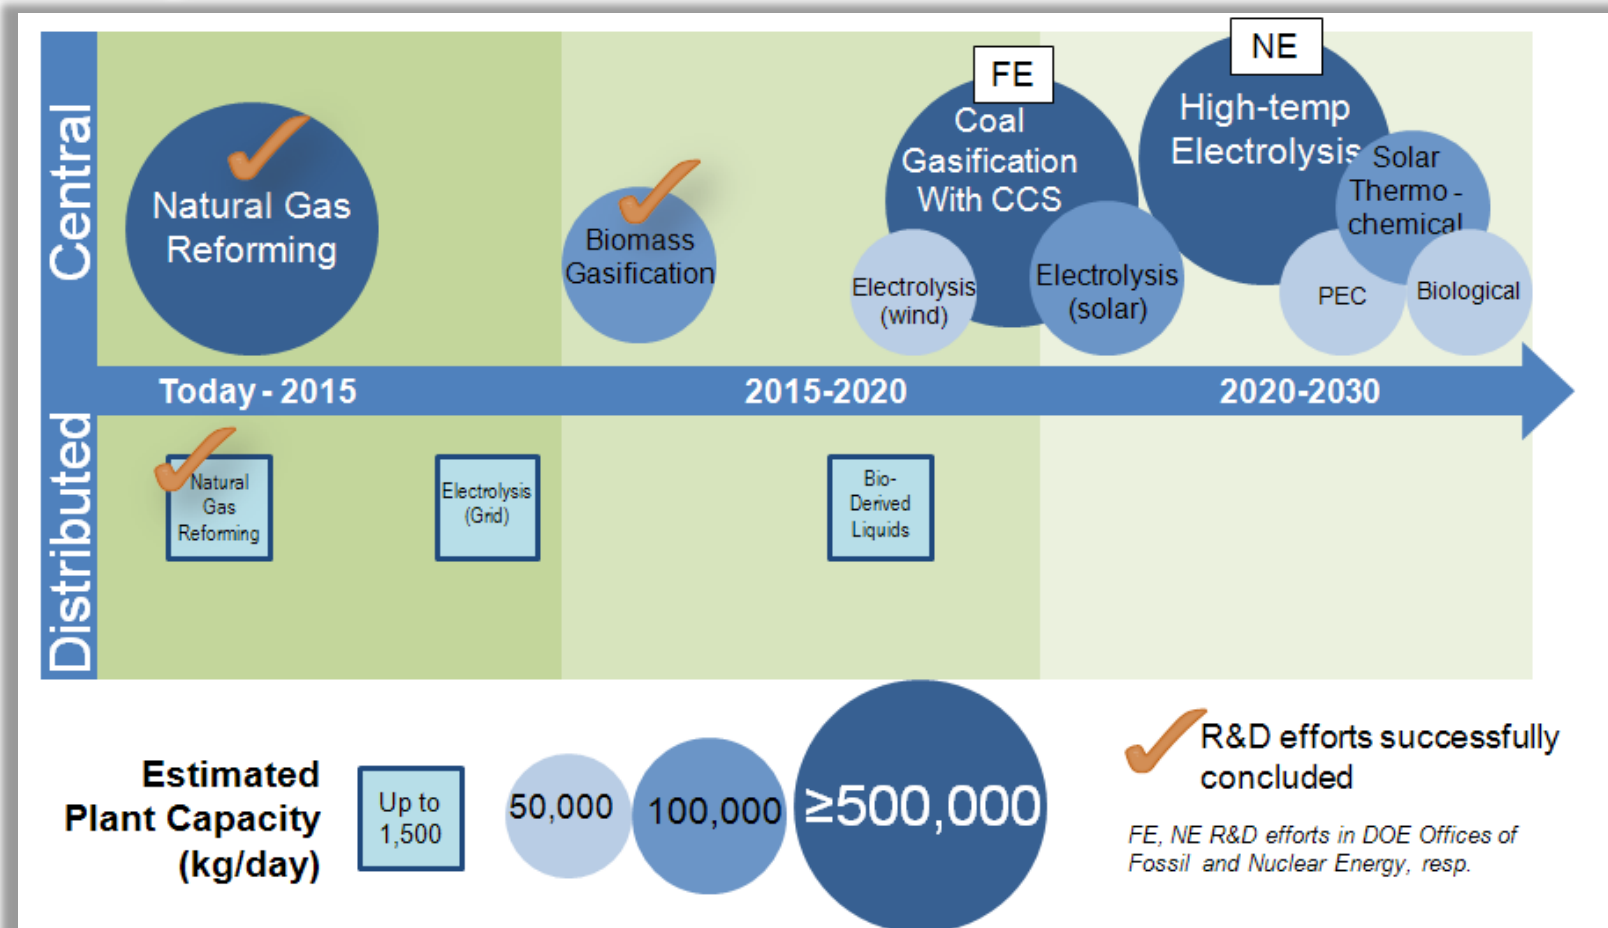 Central
Natural Gas
Reforming
Biomass
Gasification
FE
Coal
Gasification
With CCS
Electrolysis
(wind)
Electrolysis
(solar)
NE
High-temp
Electrolysis
Solar
Thermo -
chemical
PEC
Biological
Today - 2015
2015-2020
2020-2030
Distributed
Natural
Gas
Reforming
Electrolysis
(Grid)
Bio-
Derived
Liquids
Estimated
Plant Capacity
(kg/day)
Up to
1,500
50,000
100,000
≥500,000
R&D efforts successfully
concluded
FE, NE R&D efforts in DOE Offices of
Fossil and Nuclear Energy, resp.